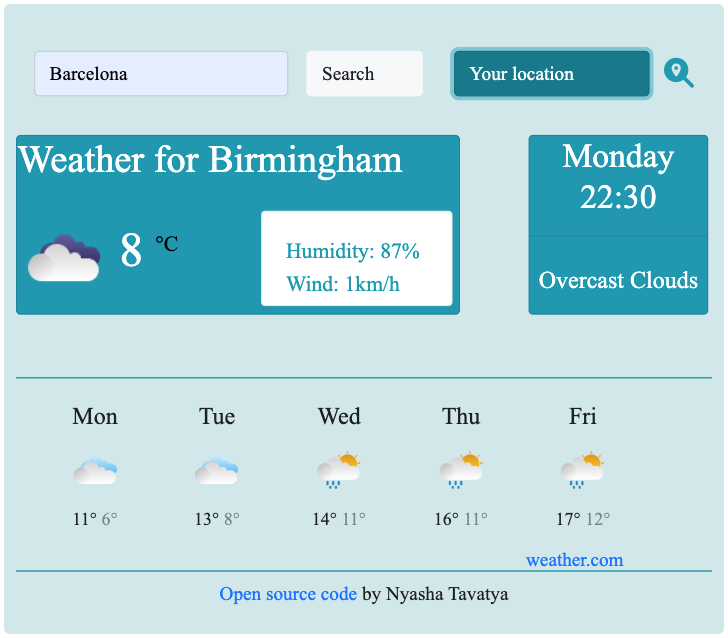 Barcelona Search Your location
Weather for Birmingham
8 °C
Humidity: 87%
Wind: 1km/h
Monday
22:30
Overcast Clouds
Mon Tue Wed Thu Fri
11° 6° 13° 8° 14° 11° 16° 11° 17° 12°
weather.com
Open source code by Nyasha Tavatya